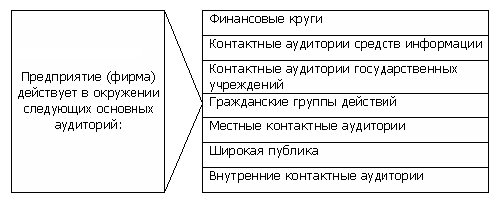 Предприятие (фирма)
действует в окружении
следующих основных
аудиторий:
Финансовые круги
Контактные аудитории средств информации
Контактные аудитории государственных
учреждений
Гражданские группы действий
Местные контактные аудитории
Широкая публика
Внутренние контактные аудитории